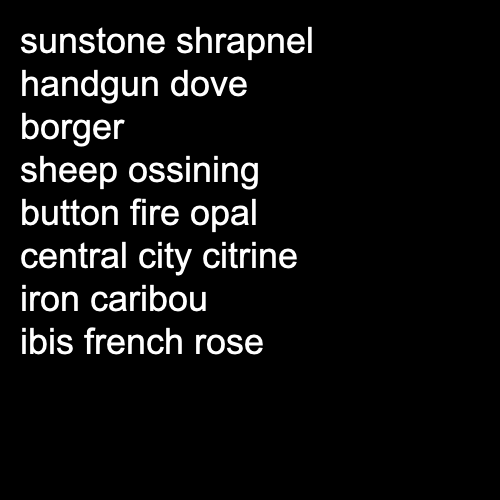 sunstone shrapnel
handgun dove
borger
sheep ossining
button fire opal
central city citrine
iron caribou
ibis french rose